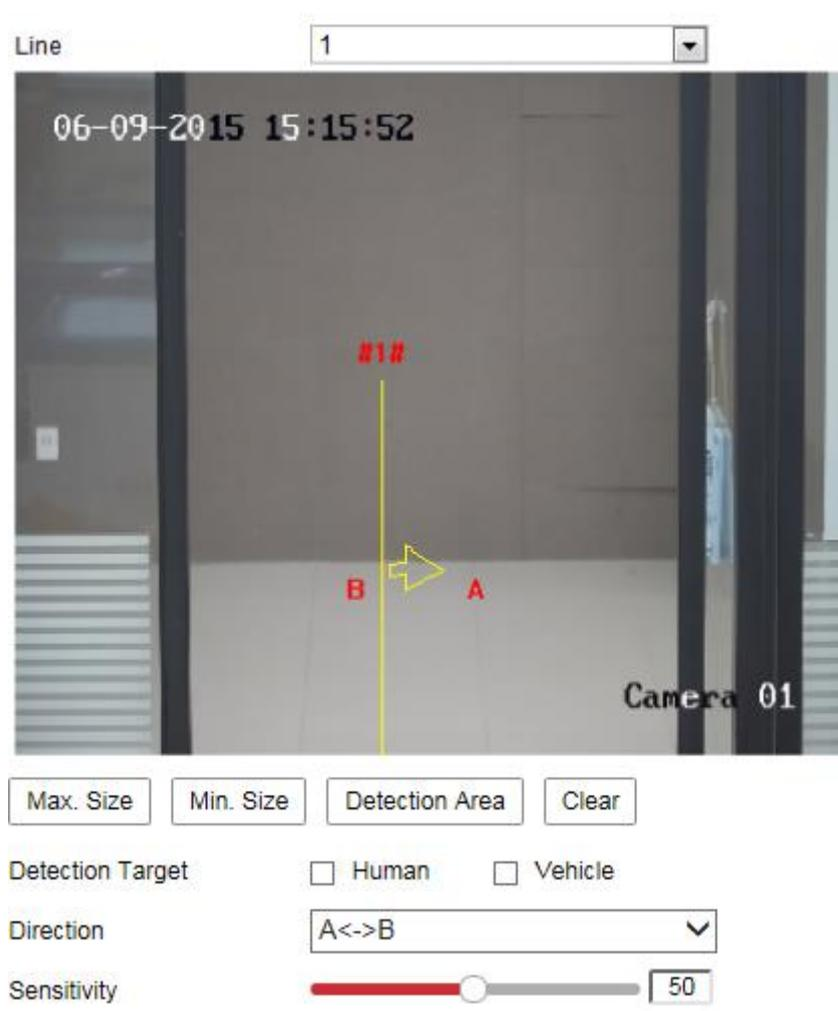 Line 1
06-09-2015 15:15:52
#1#
B A
Camera 01
Max. Size Min. Size Detection Area Clear
Detection Target Human Vehicle
Direction A<->B
Sensitivity 50